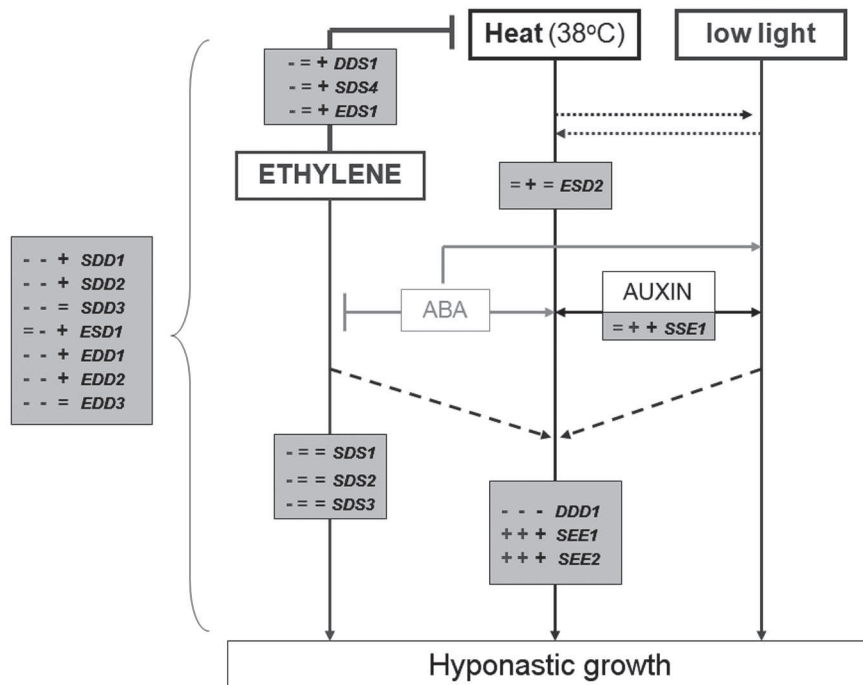 Heat (38ºC)
low light
- = + DDS1
- = + SDS4
- = + EDS1
ETHYLENE
= + = ESD2
- - + SDD1
- - + SDD2
- - = SDD3
= - + ESD1
- - + EDD1
- - + EDD2
- - = EDD3
ABA
AUXIN
= + + SSE1
- = = SDS1
- = = SDS2
- = = SDS3
- - - DDD1
+ + + SEE1
+ + + SEE2
Hyponastic growth